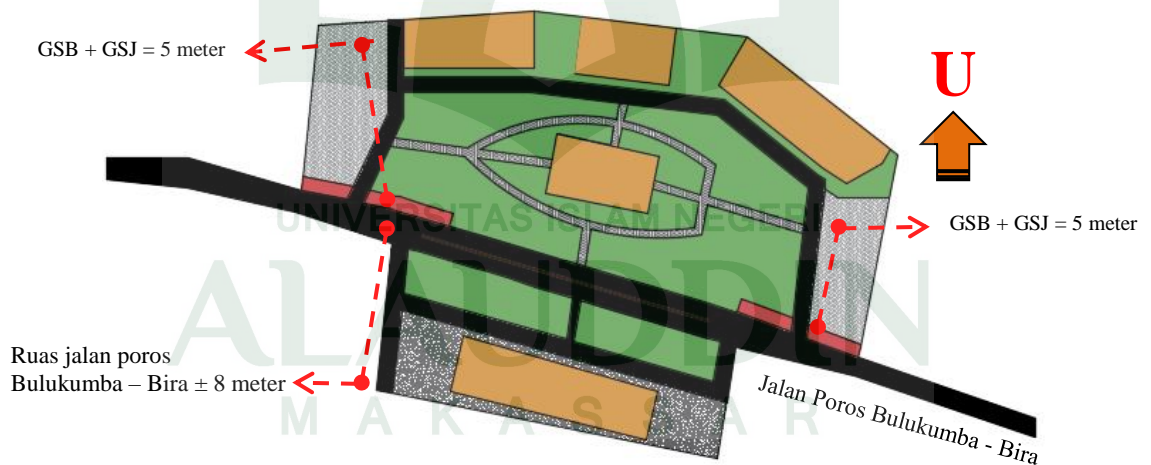 GSB + GSJ = 5 meter
U
UNIVERSITAS ISLAM NEGERI
GSB + GSJ = 5 meter
ALAUDDIN
Ruas jalan poros
Bulukumba – Bira ± 8 meter
MAKASSAR
Jalan Poros Bulukumba - Bira